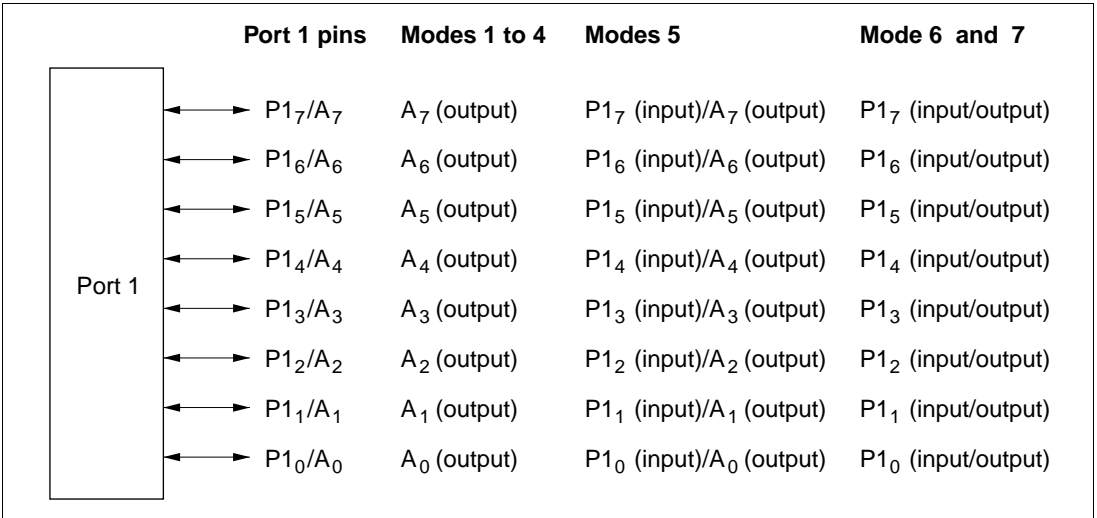 Port 1 pins Modes 1 to 4 Modes 5 Mode 6 and 7
P1₇/A₇ A₇ (output) P1₇ (input)/A₇ (output) P1₇ (input/output)
P1₆/A₆ A₆ (output) P1₆ (input)/A₆ (output) P1₆ (input/output)
P1₅/A₅ A₅ (output) P1₅ (input)/A₅ (output) P1₅ (input/output)
P1₄/A₄ A₄ (output) P1₄ (input)/A₄ (output) P1₄ (input/output)
Port 1
P1₃/A₃ A₃ (output) P1₃ (input)/A₃ (output) P1₃ (input/output)
P1₂/A₂ A₂ (output) P1₂ (input)/A₂ (output) P1₂ (input/output)
P1₁/A₁ A₁ (output) P1₁ (input)/A₁ (output) P1₁ (input/output)
P1₀/A₀ A₀ (output) P1₀ (input)/A₀ (output) P1₀ (input/output)